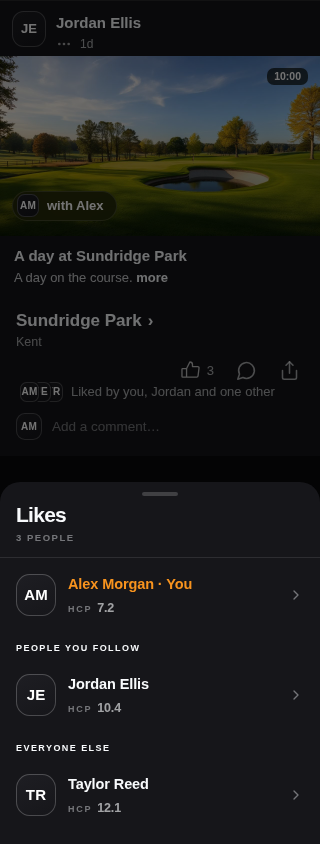 JE
Jordan Ellis
··· 1d
10:00
AM with Alex
A day at Sundridge Park
A day on the course. more
Sundridge Park ›
Kent
3
AM E R Liked by you, Jordan and one other
AM Add a comment...
Likes
3 PEOPLE
AM
Alex Morgan · You
HCP 7.2
PEOPLE YOU FOLLOW
JE
Jordan Ellis
HCP 10.4
EVERYONE ELSE
TR
Taylor Reed
HCP 12.1